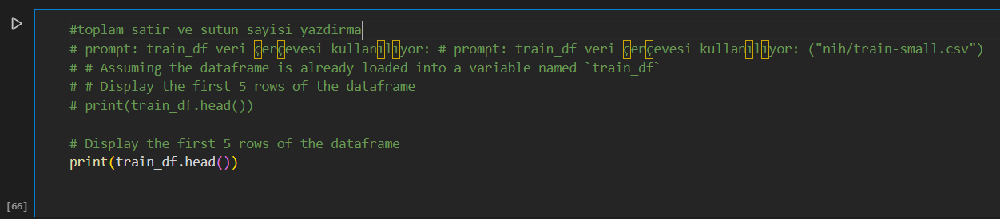 #toplam satir ve sutun sayisi yazdirma
# prompt: train_df veri çerçevesi kullanılıyor: # prompt: train_df veri çerçevesi kullanılıyor: ("nih/train-small.csv")
# # Assuming the dataframe is already loaded into a variable named `train_df`
# # Display the first 5 rows of the dataframe
# print(train_df.head())
# Display the first 5 rows of the dataframe
print(train_df.head())
[66]